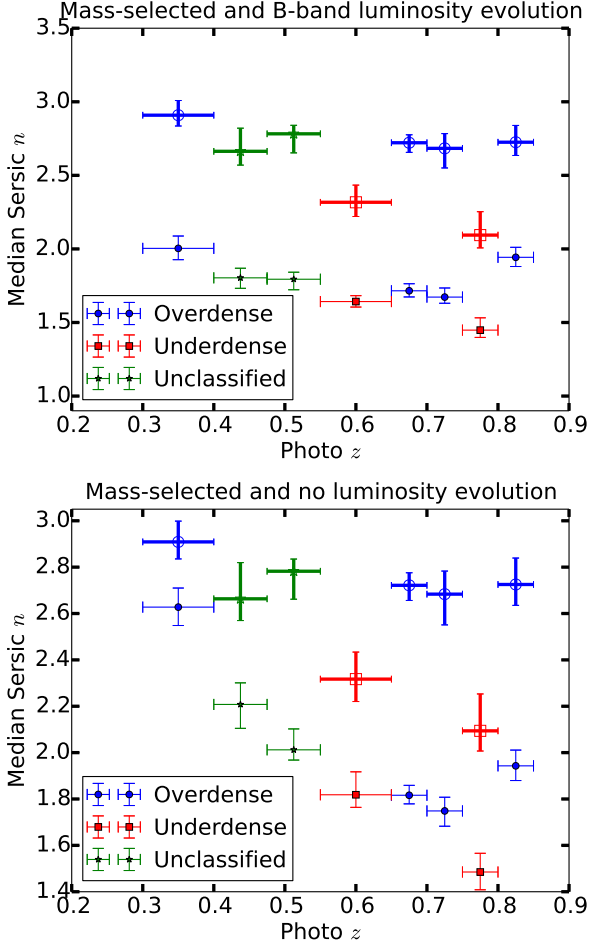 Mass-selected and B-band luminosity evolution
3.5
3.0
2.5
2.0
1.5
1.0
Median Sersic n
Overdense
Underdense
Unclassified
0.2 0.3 0.4 0.5 0.6 0.7 0.8 0.9
Photo z
Mass-selected and no luminosity evolution
3.0
2.8
2.6
2.4
2.2
2.0
1.8
1.6
1.4
Median Sersic n
Overdense
Underdense
Unclassified
0.2 0.3 0.4 0.5 0.6 0.7 0.8 0.9
Photo z